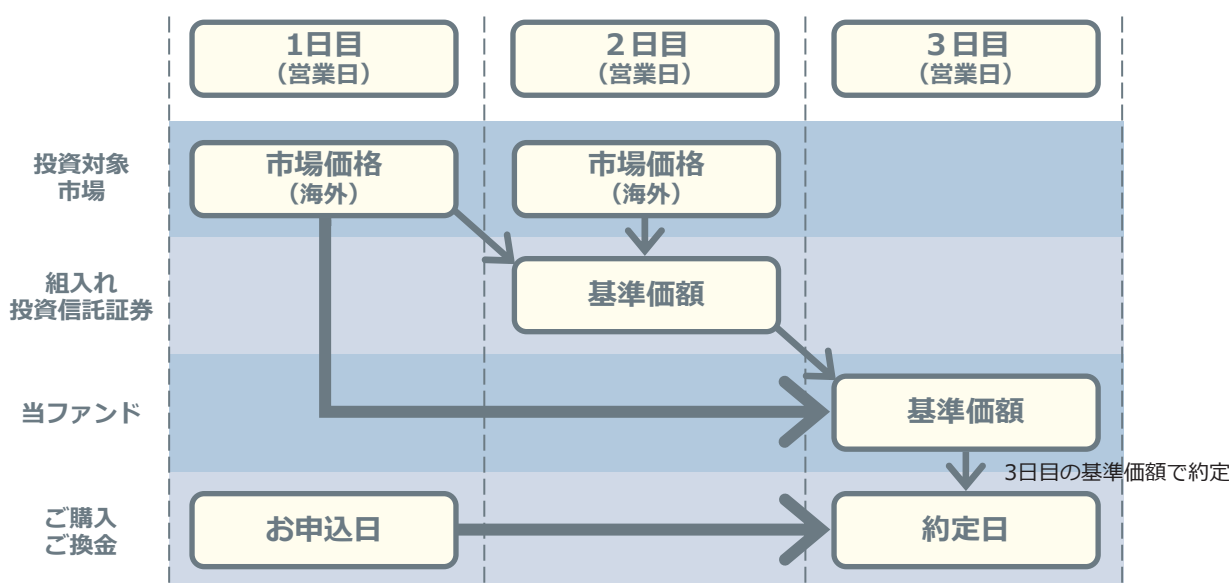 1日目
（営業日）
２日目
（営業日）
３日目
（営業日）
投資対象
市場
市場価格
（海外）
市場価格
（海外）
組入れ
投資信託証券
基準価額
当ファンド
基準価額
3日目の基準価額で約定
ご購入
ご換金
お申込日
約定日